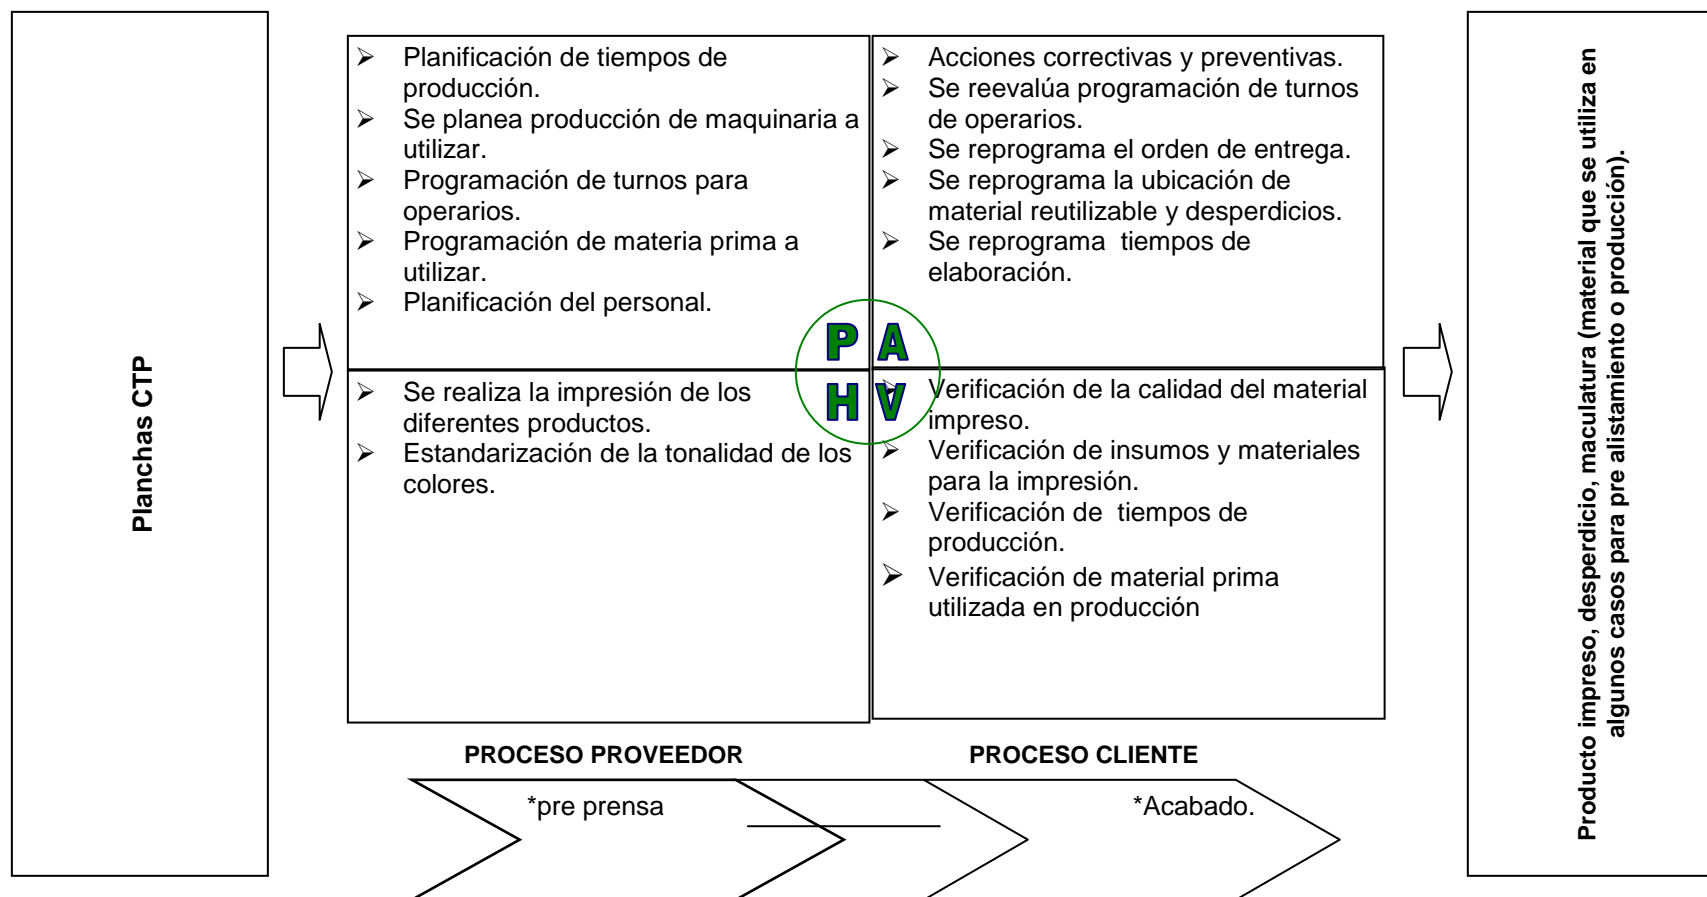 Planchas CTP
➢ Planificación de tiempos de
producción.
➢ Se planea producción de maquinaria a
utilizar.
➢ Programación de turnos para
operarios.
➢ Programación de materia prima a
utilizar.
➢ Planificación del personal.
➢ Acciones correctivas y preventivas.
➢ Se reevalúa programación de turnos
de operarios.
➢ Se reprograma el orden de entrega.
➢ Se reprograma la ubicación de
material reutilizable y desperdicios.
➢ Se reprograma  tiempos de
elaboración.
P A
H V
➢ Se realiza la impresión de los
diferentes productos.
➢ Estandarización de la tonalidad de los
colores.
➢ Verificación de la calidad del material
impreso.
➢ Verificación de insumos y materiales
para la impresión.
➢ Verificación de  tiempos de
producción.
➢ Verificación de material prima
utilizada en producción
PROCESO PROVEEDOR
*pre prensa
PROCESO CLIENTE
*Acabado.
Producto impreso, desperdicio, maculatura (material que se utiliza en
algunos casos para pre alistamiento o producción).